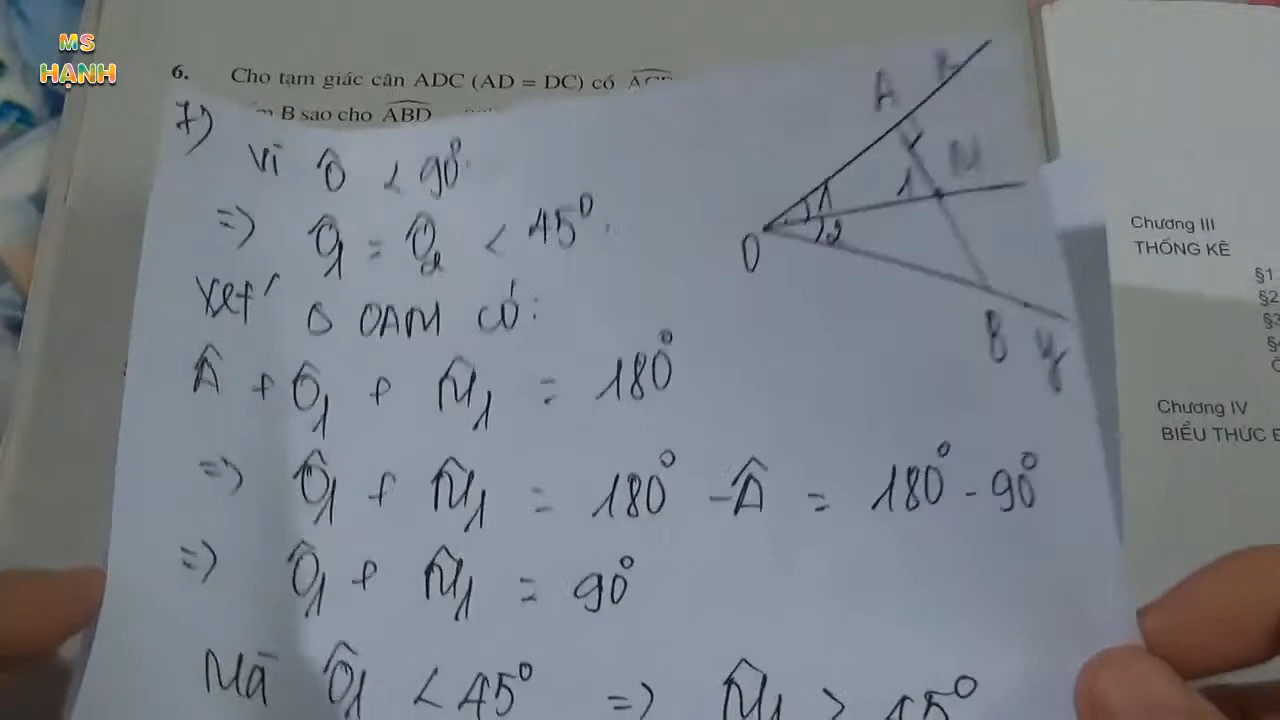 MS
HẠNH
6. Cho tam giác cân ADC (AD = DC) có
B sao cho ABD
7)
Vì Ô < 90°
=> Ô1 = Ô2 < 45°.
Xét Δ OAM có:
Â + Ô1 + M̂1 = 180°
=> Ô1 + M̂1 = 180° - Â = 180° - 90°
=> Ô1 + M̂1 = 90°
Mà Ô1 < 45° => M̂1 > 45°
A
M
1
1
2
O
B y
Chương III
THỐNG KÊ
§1
§2
Chương IV
BIỂU THỨC Đ